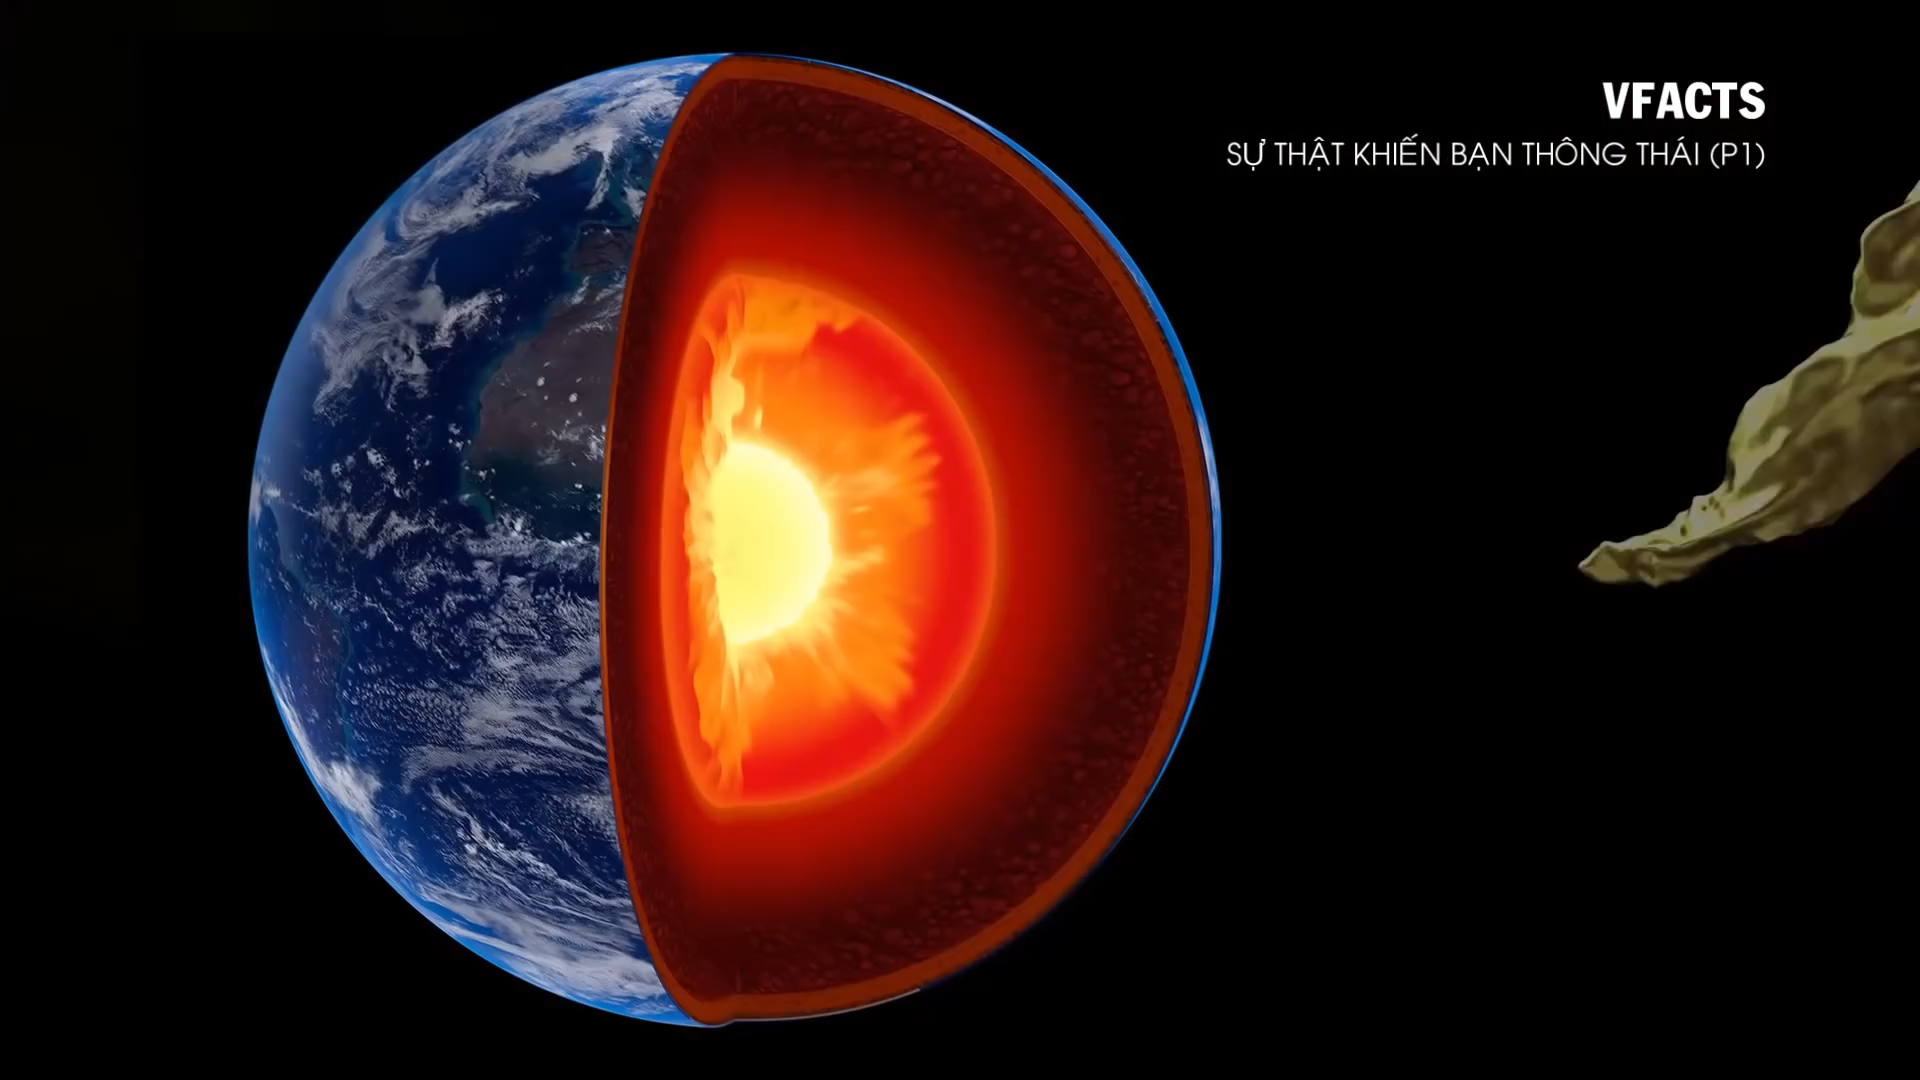 VFACTS
SỰ THẬT KHIẾN BẠN THÔNG THÁI (P1)